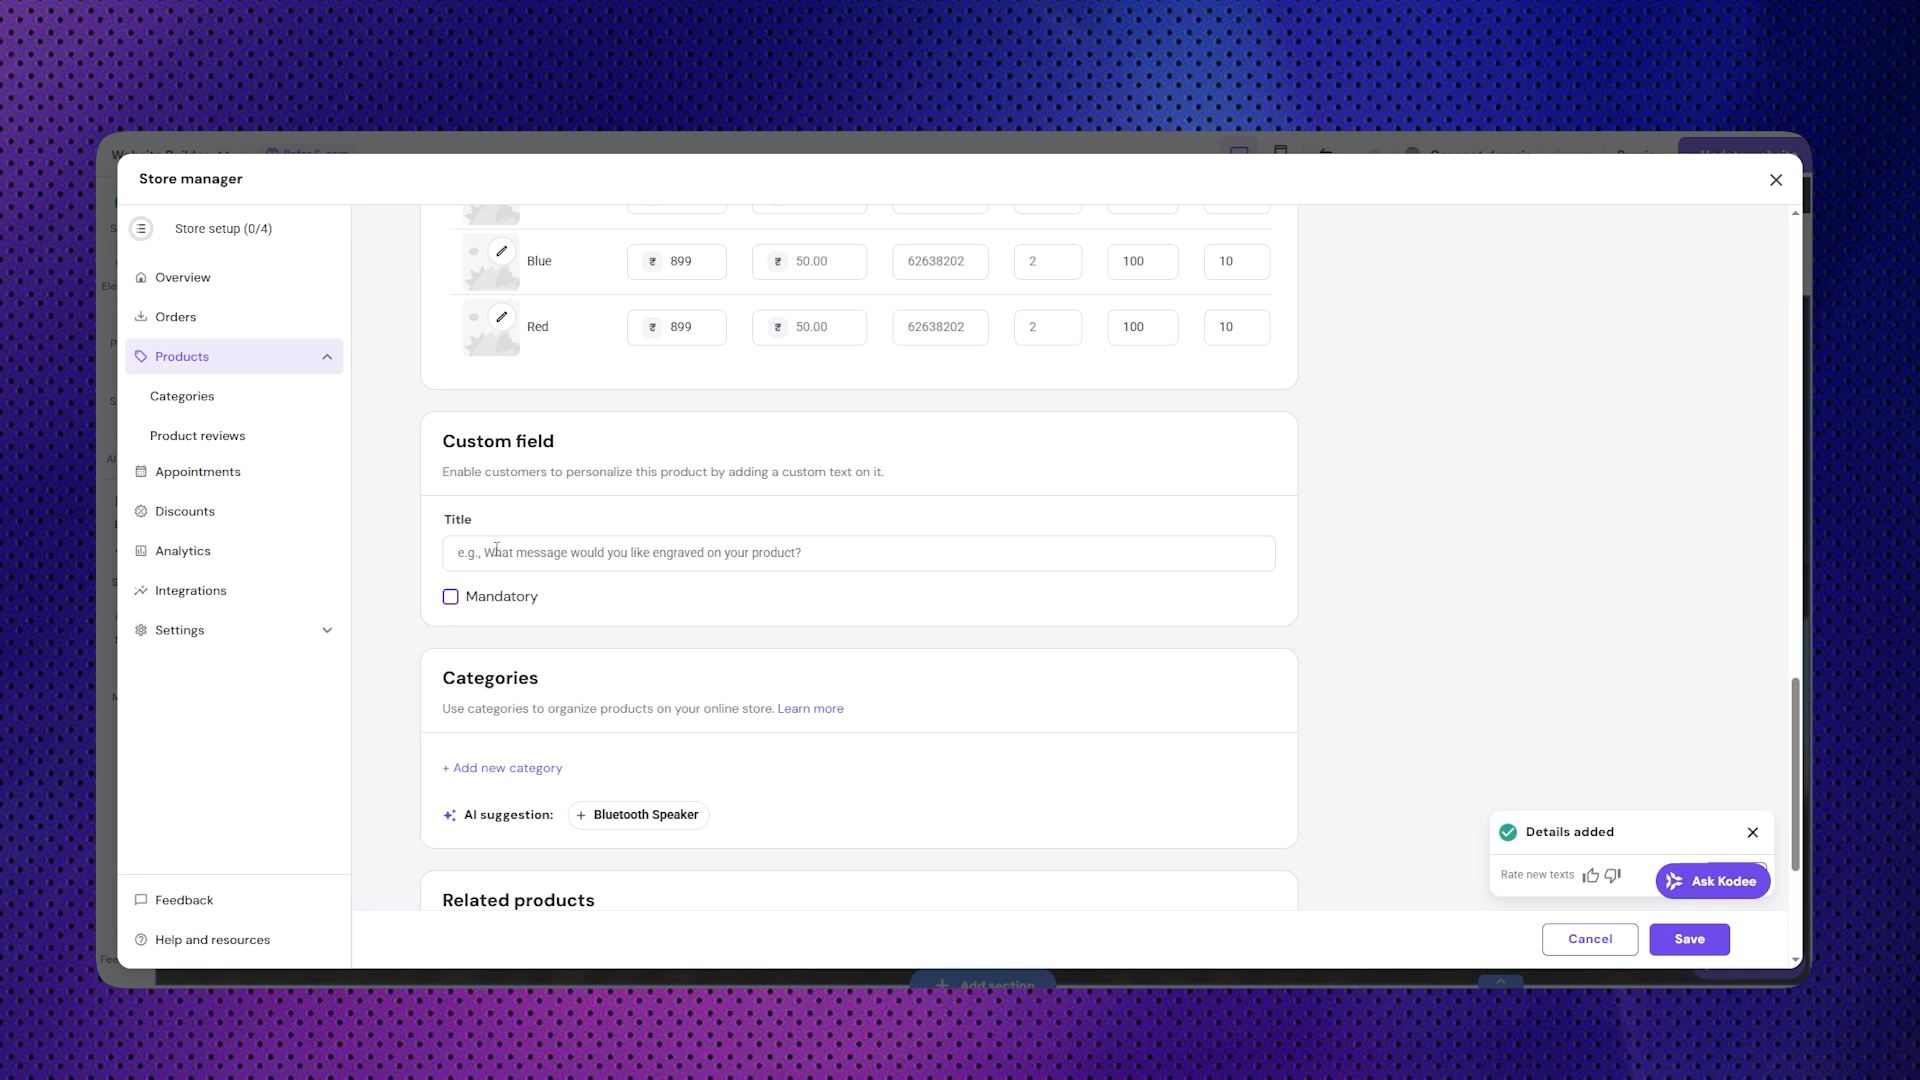 Store manager
Store setup (0/4)
Overview
Orders
Products
Categories
Product reviews
Appointments
Discounts
Analytics
Integrations
Settings
Feedback
Help and resources
Blue ₹ 899 ₹ 50.00 62638202 2 100 10
Red ₹ 899 ₹ 50.00 62638202 2 100 10
Custom field
Enable customers to personalize this product by adding a custom text on it.
Title
e.g., What message would you like engraved on your product?
Mandatory
Categories
Use categories to organize products on your online store. Learn more
+ Add new category
AI suggestion: + Bluetooth Speaker
Related products
Details added
Rate new texts
Ask Kodee
Cancel
Save
Add section